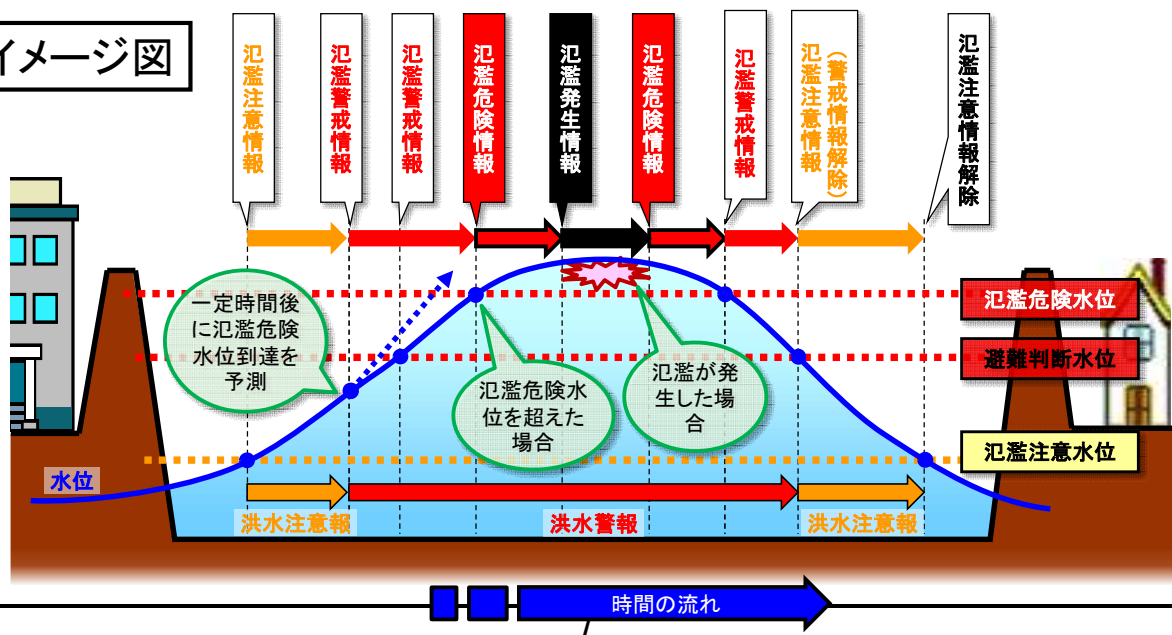 イメージ図
氾濫注意情報
氾濫警戒情報
氾濫警戒情報
氾濫危険情報
氾濫発生情報
氾濫危険情報
氾濫警戒情報
氾濫注意情報
（警戒情報解除）
氾濫注意情報解除
一定時間後
に氾濫危険
水位到達を
予測
氾濫危険水
位を超えた
場合
氾濫が発
生した場
合
氾濫危険水位
避難判断水位
氾濫注意水位
水位
洪水注意報
洪水警報
洪水注意報
時間の流れ